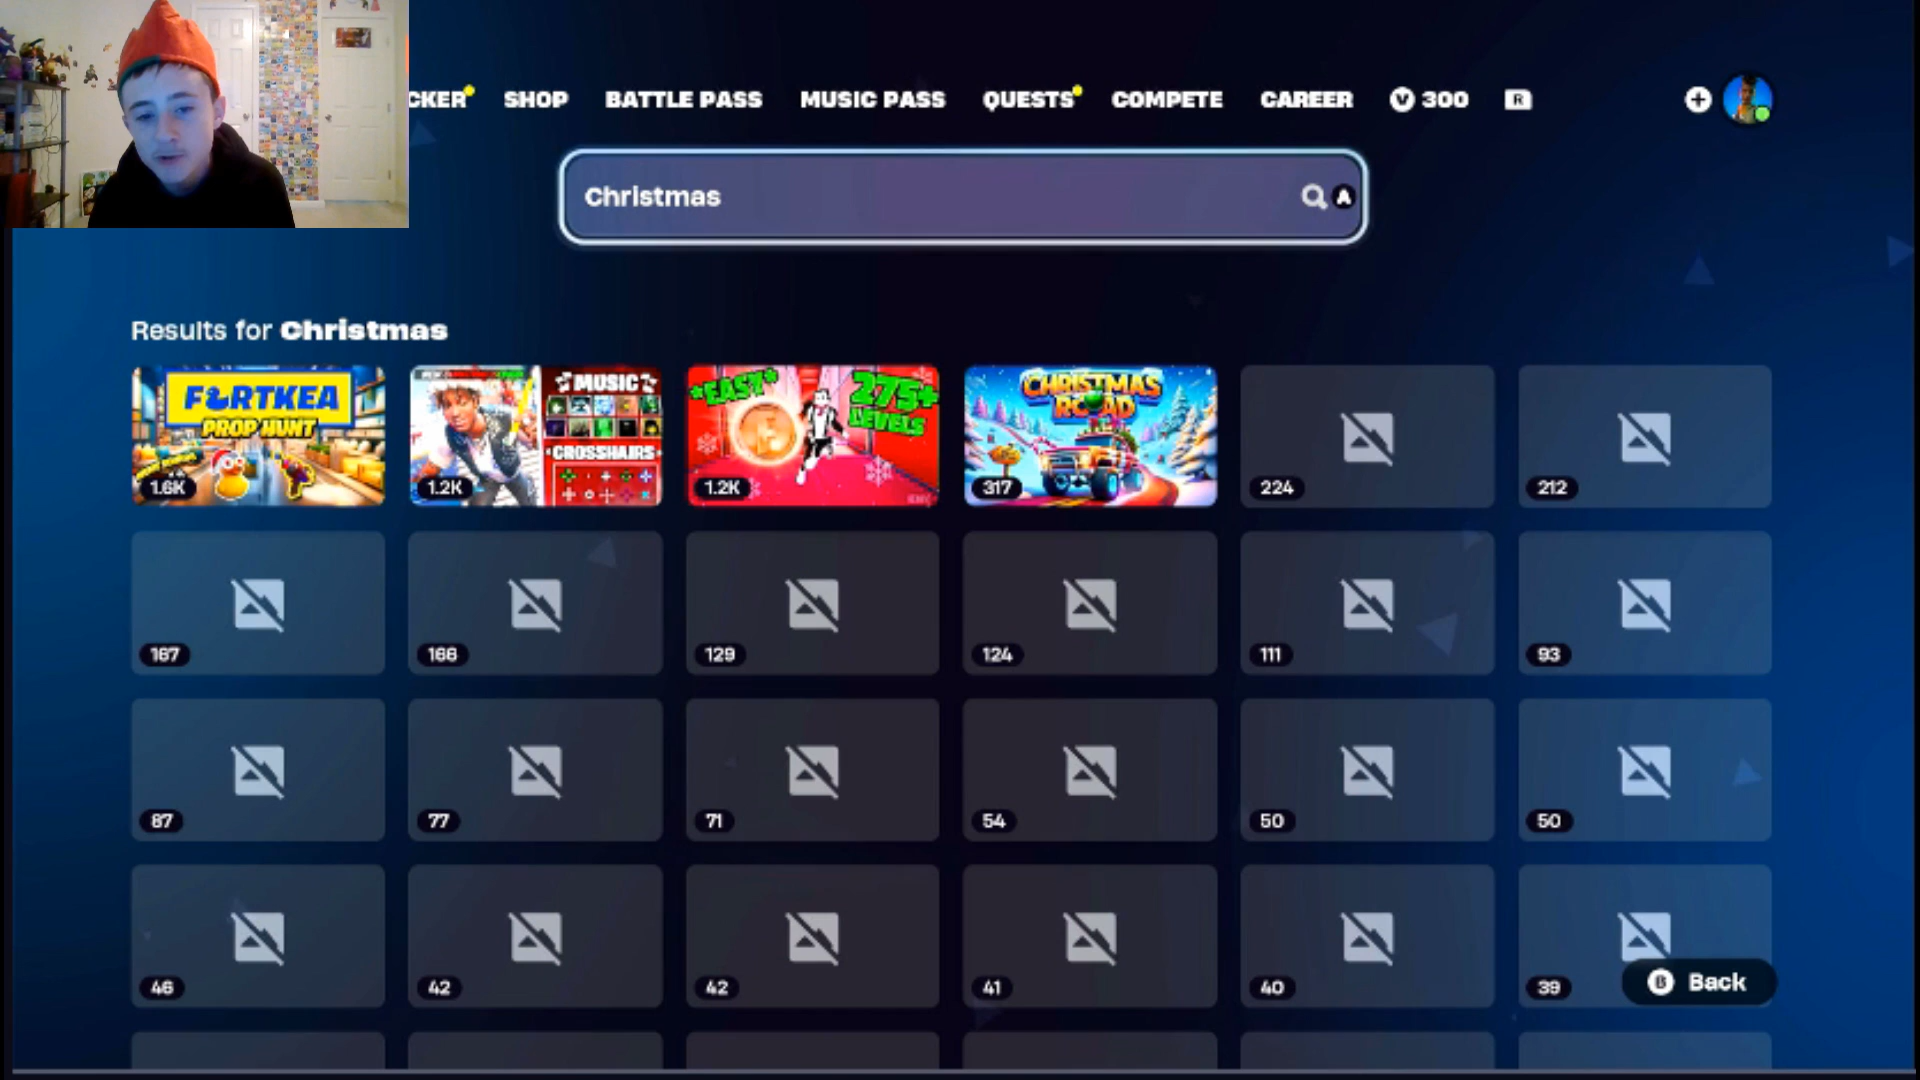 CKER SHOP BATTLE PASS MUSIC PASS QUESTS COMPETE CAREER V 300 R
Christmas A
Results for Christmas
FORTKEA
PROP HUNT
1.6K
MUSIC
CROSSHAIRS
1.2K
*EASY*
275+
LEVELS
1.2K
CHRISTMAS
ROAD
317
224
212
167
166
129
124
111
93
87
77
71
54
50
50
46
42
42
41
40
39
B Back